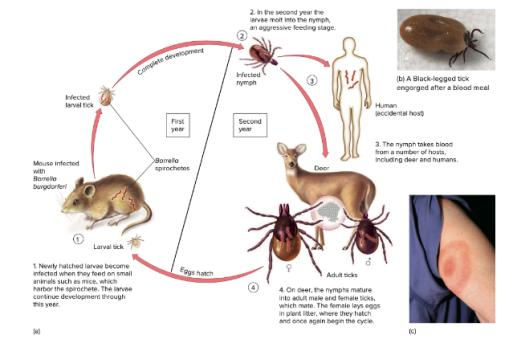 2. In the second year the
larvae molt into the nymph,
an aggressive feeding stage.
2
Complete development
Infected
nymph
3
(b) A Black-legged tick
engorged after a blood meal
Infected
larval tick
First
year
Second
year
Human
(accidental host)
3. The nymph takes blood
from a number of hosts,
including deer and humans.
Mouse infected
with
Borrelia
burgdorferi
Borrelia
spirochetes
Deer
1
Larval tick
♀
♂
Adult ticks
Eggs hatch
4
1. Newly hatched larvae become
infected when they feed on small
animals such as mice, which
harbor the spirochete. The larvae
continue development through
this year.
4. On deer, the nymphs mature
into adult male and female ticks,
which mate. The female lays eggs
in plant litter, where they hatch
and once again begin the cycle.
(a)
(c)